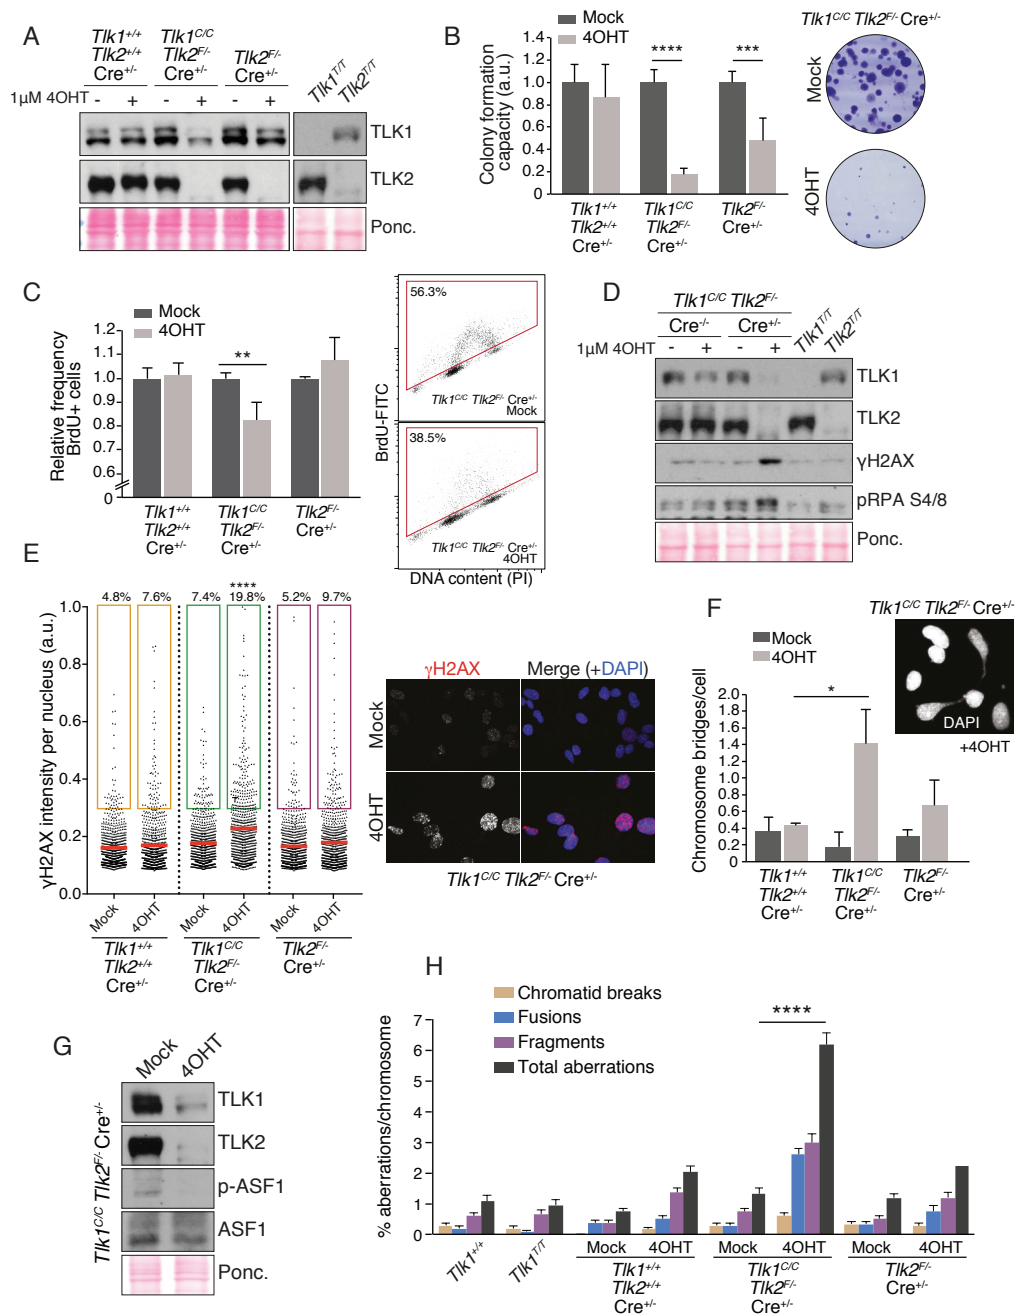 A
Tlk1+/+ Tlk1C/C
Tlk2+/+ Tlk2F/- Tlk2F/-
Cre+/- Cre+/- Cre+/-
Tlk1T/T
Tlk2T/T
1µM 4OHT - + - + - +
TLK1
TLK2
Ponc.
B
Mock
4OHT
Colony formation
capacity (a.u.)
1.4
1.2
1.0
0.8
0.6
0.4
0.2
0
****
***
Tlk1+/+
Tlk2+/+
Cre+/-
Tlk1C/C
Tlk2F/-
Cre+/-
Tlk2F/-
Cre+/-
Tlk1C/C Tlk2F/- Cre+/-
Mock
4OHT
C
Mock
4OHT
Relative frequency
BrdU+ cells
1.2
1.1
1.0
0.9
0.8
0.7
0.6
0
**
Tlk1+/+
Tlk2+/+
Cre+/-
Tlk1C/C
Tlk2F/-
Cre+/-
Tlk2F/-
Cre+/-
56.3%
Tlk1C/C Tlk2F/- Cre+/-
Mock
38.5%
Tlk1C/C Tlk2F/- Cre+/-
4OHT
BrdU-FITC
DNA content (PI)
D
Tlk1C/C Tlk2F/-
Cre-/- Cre+/-
Tlk1T/T
Tlk2T/T
1µM 4OHT - + - +
TLK1
TLK2
γH2AX
pRPA S4/8
Ponc.
E
γH2AX intensity per nucleus (a.u.)
1.0
0.8
0.6
0.4
0.2
0.0
****
4.8% 7.6% 7.4% 19.8% 5.2% 9.7%
Mock 4OHT Mock 4OHT Mock 4OHT
Tlk1+/+
Tlk2+/+
Cre+/-
Tlk1C/C
Tlk2F/-
Cre+/-
Tlk2F/-
Cre+/-
γH2AX Merge (+DAPI)
Mock
4OHT
Tlk1C/C Tlk2F/- Cre+/-
F
Mock
4OHT
Tlk1C/C Tlk2F/- Cre+/-
DAPI
+4OHT
Chromosome bridges/cell
2.0
1.8
1.6
1.4
1.2
1.0
0.8
0.6
0.4
0.2
0
*
Tlk1+/+
Tlk2+/+
Cre+/-
Tlk1C/C
Tlk2F/-
Cre+/-
Tlk2F/-
Cre+/-
G
Tlk1C/C Tlk2F/- Cre+/-
Mock 4OHT
TLK1
TLK2
p-ASF1
ASF1
Ponc.
H
Chromatid breaks
Fusions
Fragments
Total aberrations
% aberrations/chromosome
7
6
5
4
3
2
1
0
****
Tlk1+/+
Tlk1T/T
Mock 4OHT Mock 4OHT Mock 4OHT
Tlk1+/+
Tlk2+/+
Cre+/-
Tlk1C/C
Tlk2F/-
Cre+/-
Tlk2F/-
Cre+/-